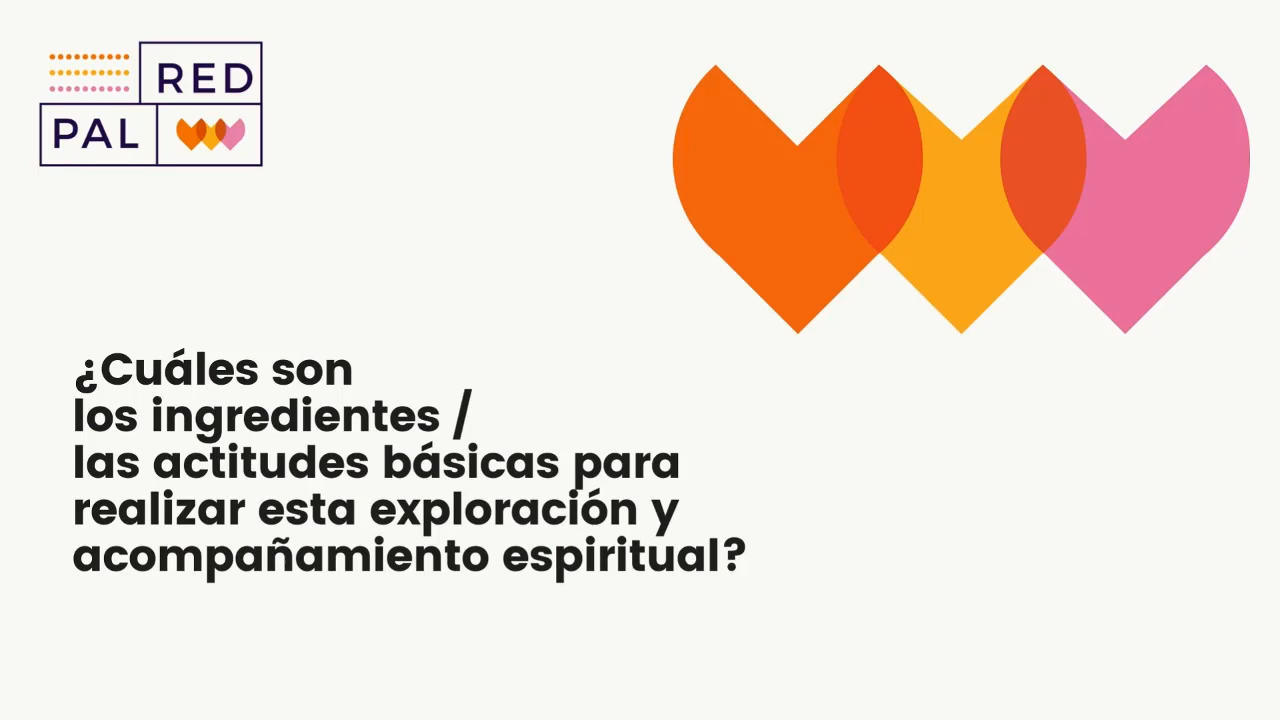 RED
PAL
¿Cuáles son
los ingredientes /
las actitudes básicas para
realizar esta exploración y
acompañamiento espiritual?